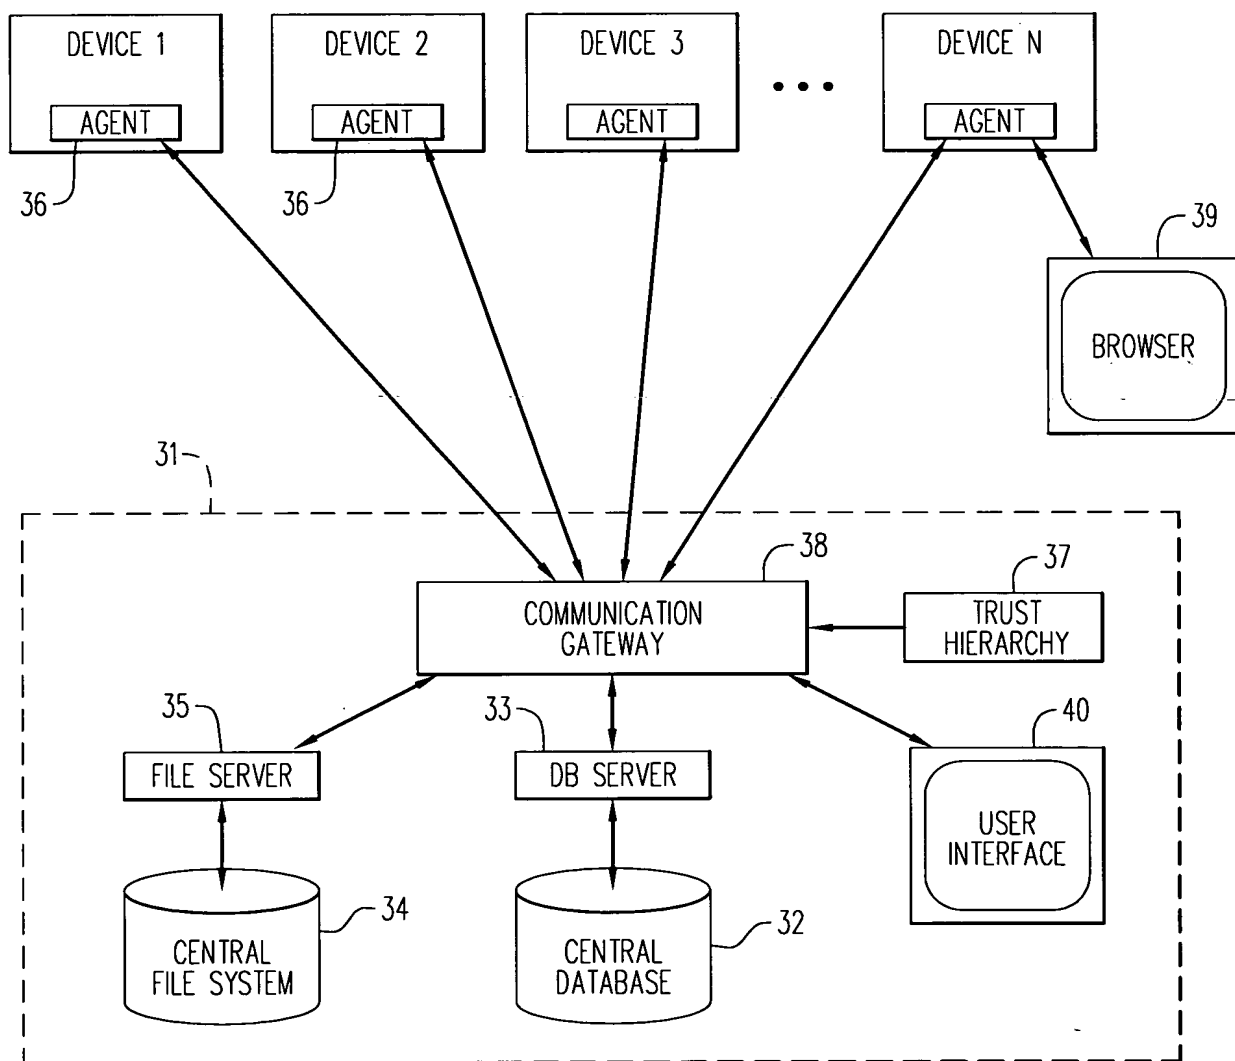 DEVICE 1
DEVICE 2
DEVICE 3
DEVICE N
AGENT
AGENT
AGENT
AGENT
36
36
39
BROWSER
31
38
37
COMMUNICATION
GATEWAY
TRUST
HIERARCHY
35
33
40
FILE SERVER
DB SERVER
USER
INTERFACE
34
32
CENTRAL
FILE SYSTEM
CENTRAL
DATABASE